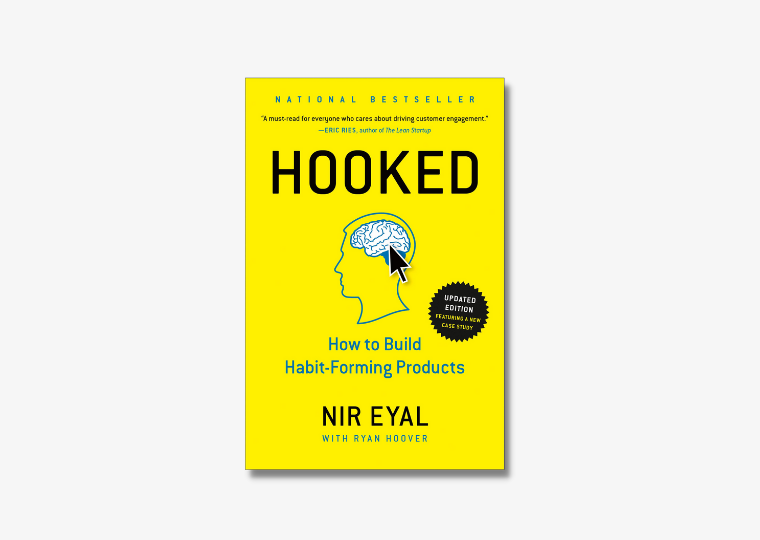 NATIONAL BESTSELLER
"A must-read for everyone who cares about driving customer engagement."
—ERIC RIES, author of The Lean Startup
HOOKED
UPDATED
EDITION
FEATURING A NEW
CASE STUDY
How to Build
Habit-Forming Products
NIR EYAL
WITH RYAN HOOVER